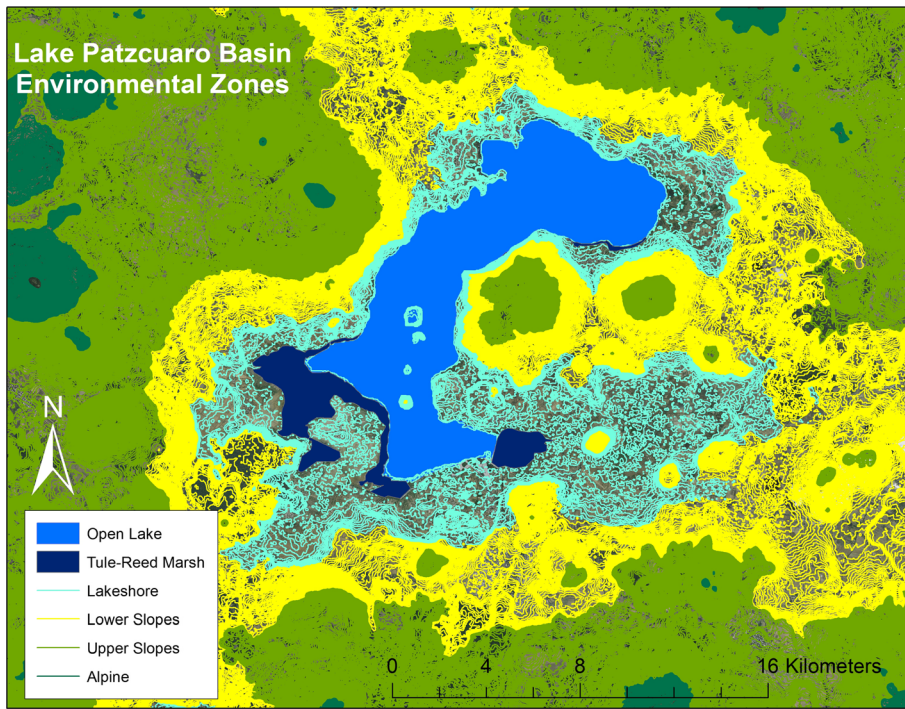 Lake Patzcuaro Basin
Environmental Zones
N
Open Lake
Tule-Reed Marsh
Lakeshore
Lower Slopes
Upper Slopes
Alpine
0 4 8 16 Kilometers